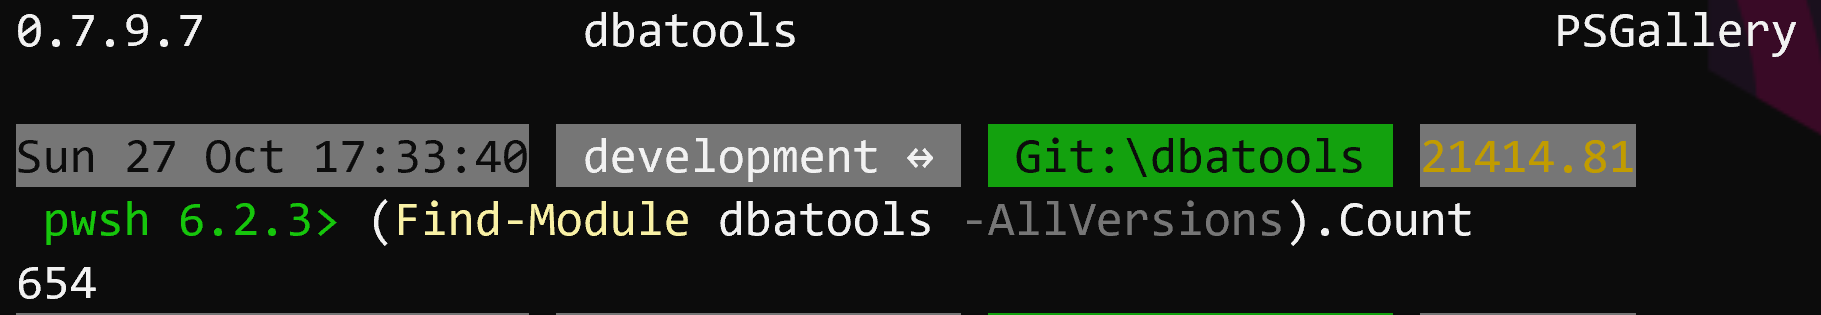 0.7.9.7 dbatools PSGallery
Sun 27 Oct 17:33:40 development ↔ Git:\dbatools 21414.81
pwsh 6.2.3> (Find-Module dbatools -AllVersions).Count
654